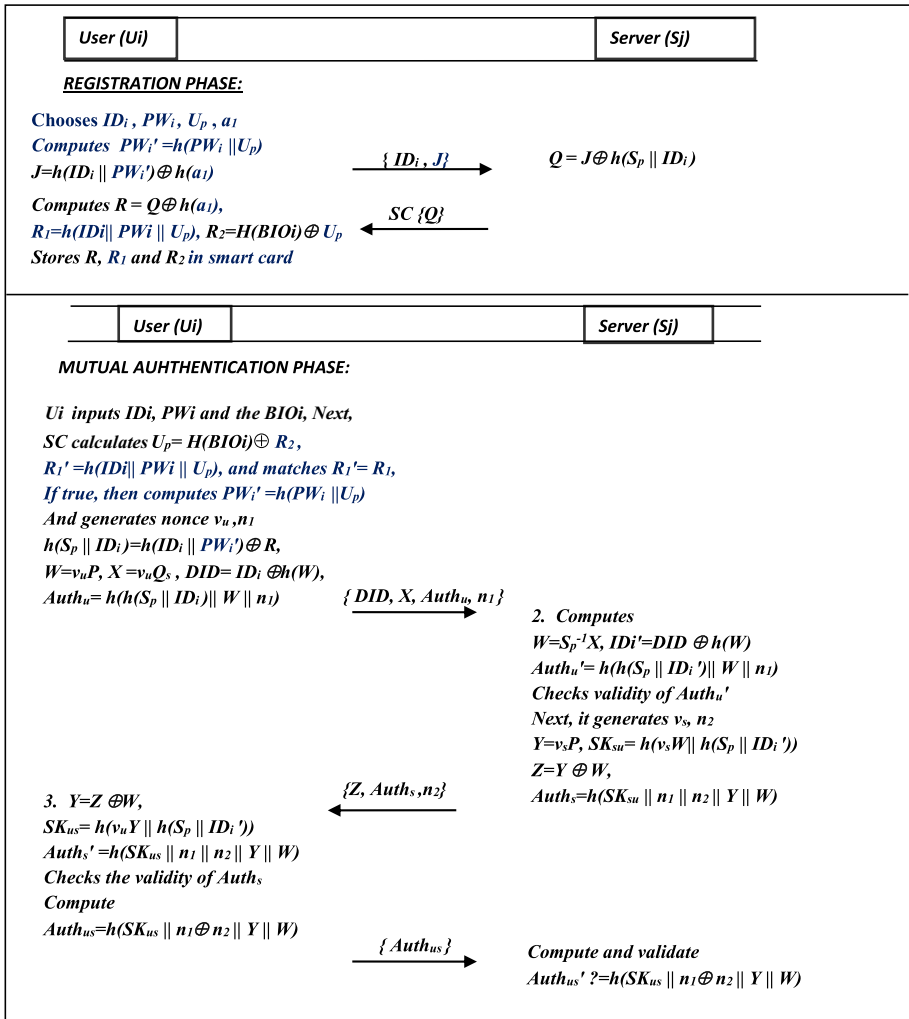 User (Ui)
Server (Sj)
REGISTRATION PHASE:
Chooses IDᵢ , PWᵢ , Uₚ , a₁
Computes PWᵢ' =h(PWᵢ ||Uₚ)
J=h(IDᵢ || PWᵢ')⊕ h(a₁)
{ IDᵢ , J}
Q = J⊕ h(Sₚ || IDᵢ )
Computes R = Q⊕ h(a₁),
R₁=h(IDi|| PWi || Uₚ), R₂=H(BIOi)⊕ Uₚ
Stores R, R₁ and R₂ in smart card
SC {Q}
User (Ui)
Server (Sj)
MUTUAL AUHTHENTICATION PHASE:
Ui inputs IDi, PWi and the BIOi, Next,
SC calculates Uₚ= H(BIOi)⊕ R₂ ,
R₁' =h(IDi|| PWi || Uₚ), and matches R₁'= R₁,
If true, then computes PWᵢ' =h(PWᵢ ||Uₚ)
And generates nonce vᵤ ,n₁
h(Sₚ || IDᵢ )=h(IDᵢ || PWᵢ')⊕ R,
W=vᵤP, X =vᵤQₛ , DID= IDᵢ ⊕h(W),
Authᵤ= h(h(Sₚ || IDᵢ )|| W || n₁)
{ DID, X, Authᵤ, n₁}
2. Computes
W=Sₚ⁻¹X, IDi'=DID ⊕ h(W)
Authᵤ'= h(h(Sₚ || IDᵢ ')|| W || n₁)
Checks validity of Authᵤ'
Next, it generates vₛ, n₂
Y=vₛP, SKₛᵤ= h(vₛW|| h(Sₚ || IDᵢ '))
Z=Y ⊕ W,
Authₛ=h(SKₛᵤ || n₁ || n₂ || Y || W)
{Z, Authₛ ,n₂}
3. Y=Z ⊕W,
SKᵤₛ= h(vᵤY || h(Sₚ || IDᵢ '))
Authₛ' =h(SKᵤₛ || n₁ || n₂ || Y || W)
Checks the validity of Authₛ
Compute
Authᵤₛ=h(SKᵤₛ || n₁⊕ n₂ || Y || W)
{ Authᵤₛ}
Compute and validate
Authᵤₛ' ?=h(SKᵤₛ || n₁⊕ n₂ || Y || W)